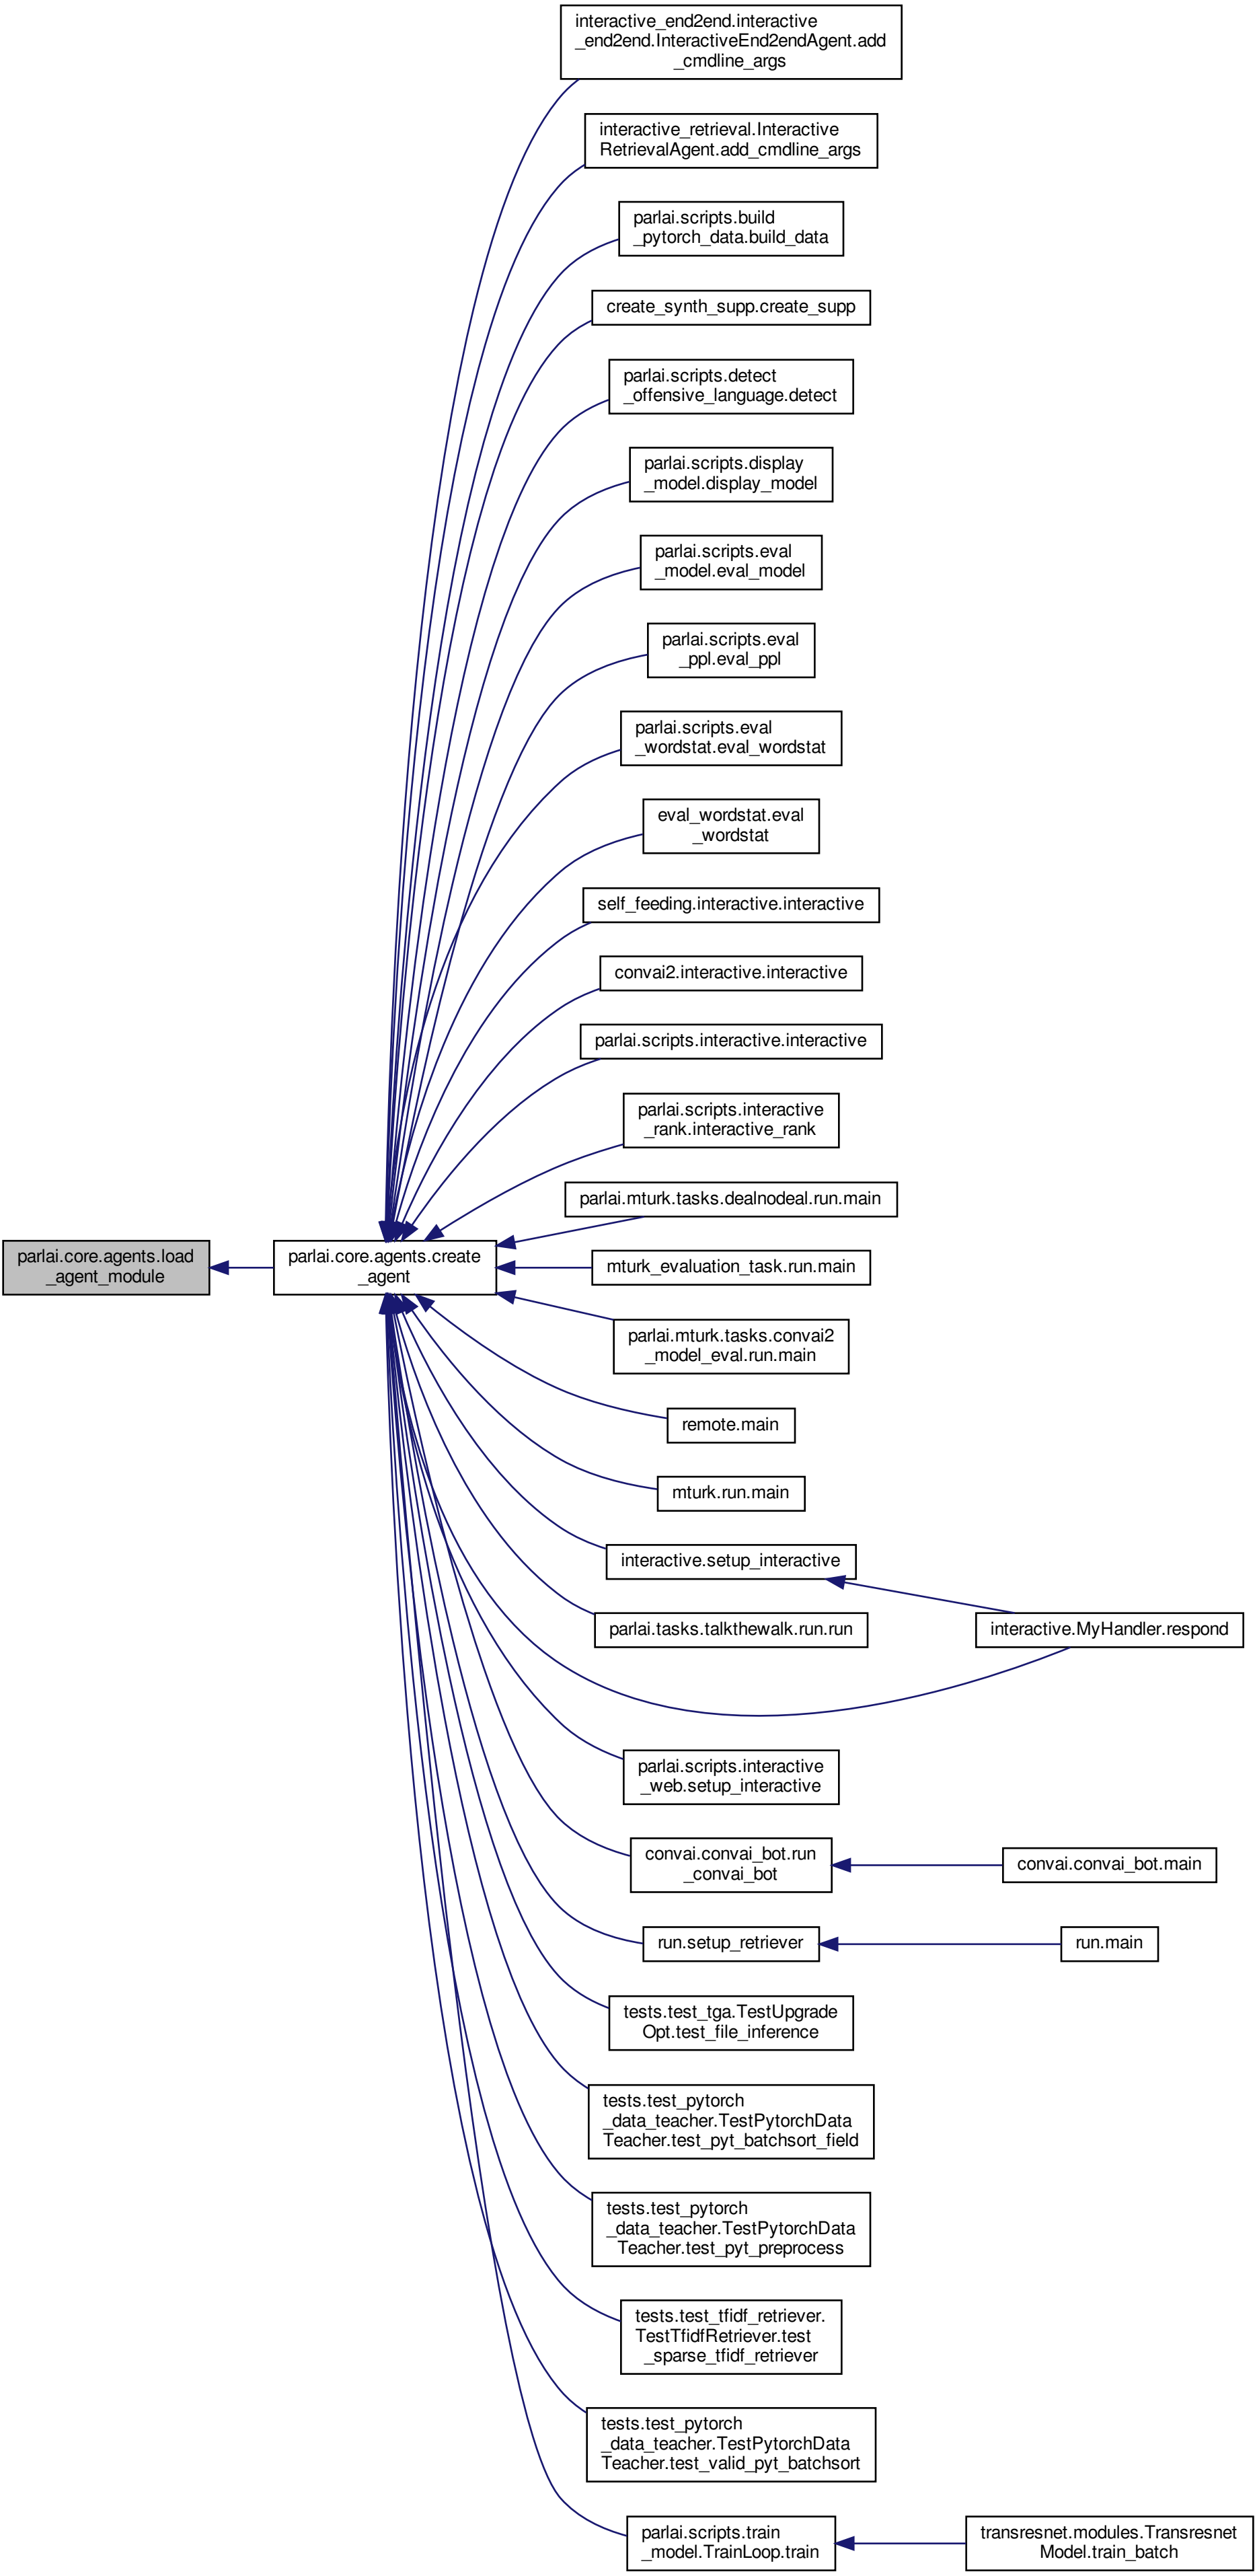 interactive_end2end.interactive
_end2end.InteractiveEnd2endAgent.add
_cmdline_args
interactive_retrieval.Interactive
RetrievalAgent.add_cmdline_args
parlai.scripts.build
_pytorch_data.build_data
create_synth_supp.create_supp
parlai.scripts.detect
_offensive_language.detect
parlai.scripts.display
_model.display_model
parlai.scripts.eval
_model.eval_model
parlai.scripts.eval
_ppl.eval_ppl
parlai.scripts.eval
_wordstat.eval_wordstat
eval_wordstat.eval
_wordstat
self_feeding.interactive.interactive
convai2.interactive.interactive
parlai.scripts.interactive.interactive
parlai.scripts.interactive
_rank.interactive_rank
parlai.mturk.tasks.dealnodeal.run.main
parlai.core.agents.load
_agent_module
parlai.core.agents.create
_agent
mturk_evaluation_task.run.main
parlai.mturk.tasks.convai2
_model_eval.run.main
remote.main
mturk.run.main
interactive.setup_interactive
parlai.tasks.talkthewalk.run.run
interactive.MyHandler.respond
parlai.scripts.interactive
_web.setup_interactive
convai.convai_bot.run
_convai_bot
convai.convai_bot.main
run.setup_retriever
run.main
tests.test_tga.TestUpgrade
Opt.test_file_inference
tests.test_pytorch
_data_teacher.TestPytorchData
Teacher.test_pyt_batchsort_field
tests.test_pytorch
_data_teacher.TestPytorchData
Teacher.test_pyt_preprocess
tests.test_tfidf_retriever.
TestTfidfRetriever.test
_sparse_tfidf_retriever
tests.test_pytorch
_data_teacher.TestPytorchData
Teacher.test_valid_pyt_batchsort
parlai.scripts.train
_model.TrainLoop.train
transresnet.modules.Transresnet
Model.train_batch